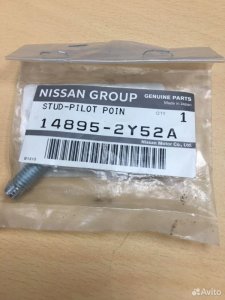 NISSAN GROUP GENUINE PARTS
Made in Japan
STUD-PILOT POIN QTY 1
14895-2Y52A
Nissan Motor Co., Ltd.
Avito